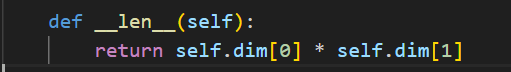 def __len__(self):
    return self.dim[0] * self.dim[1]